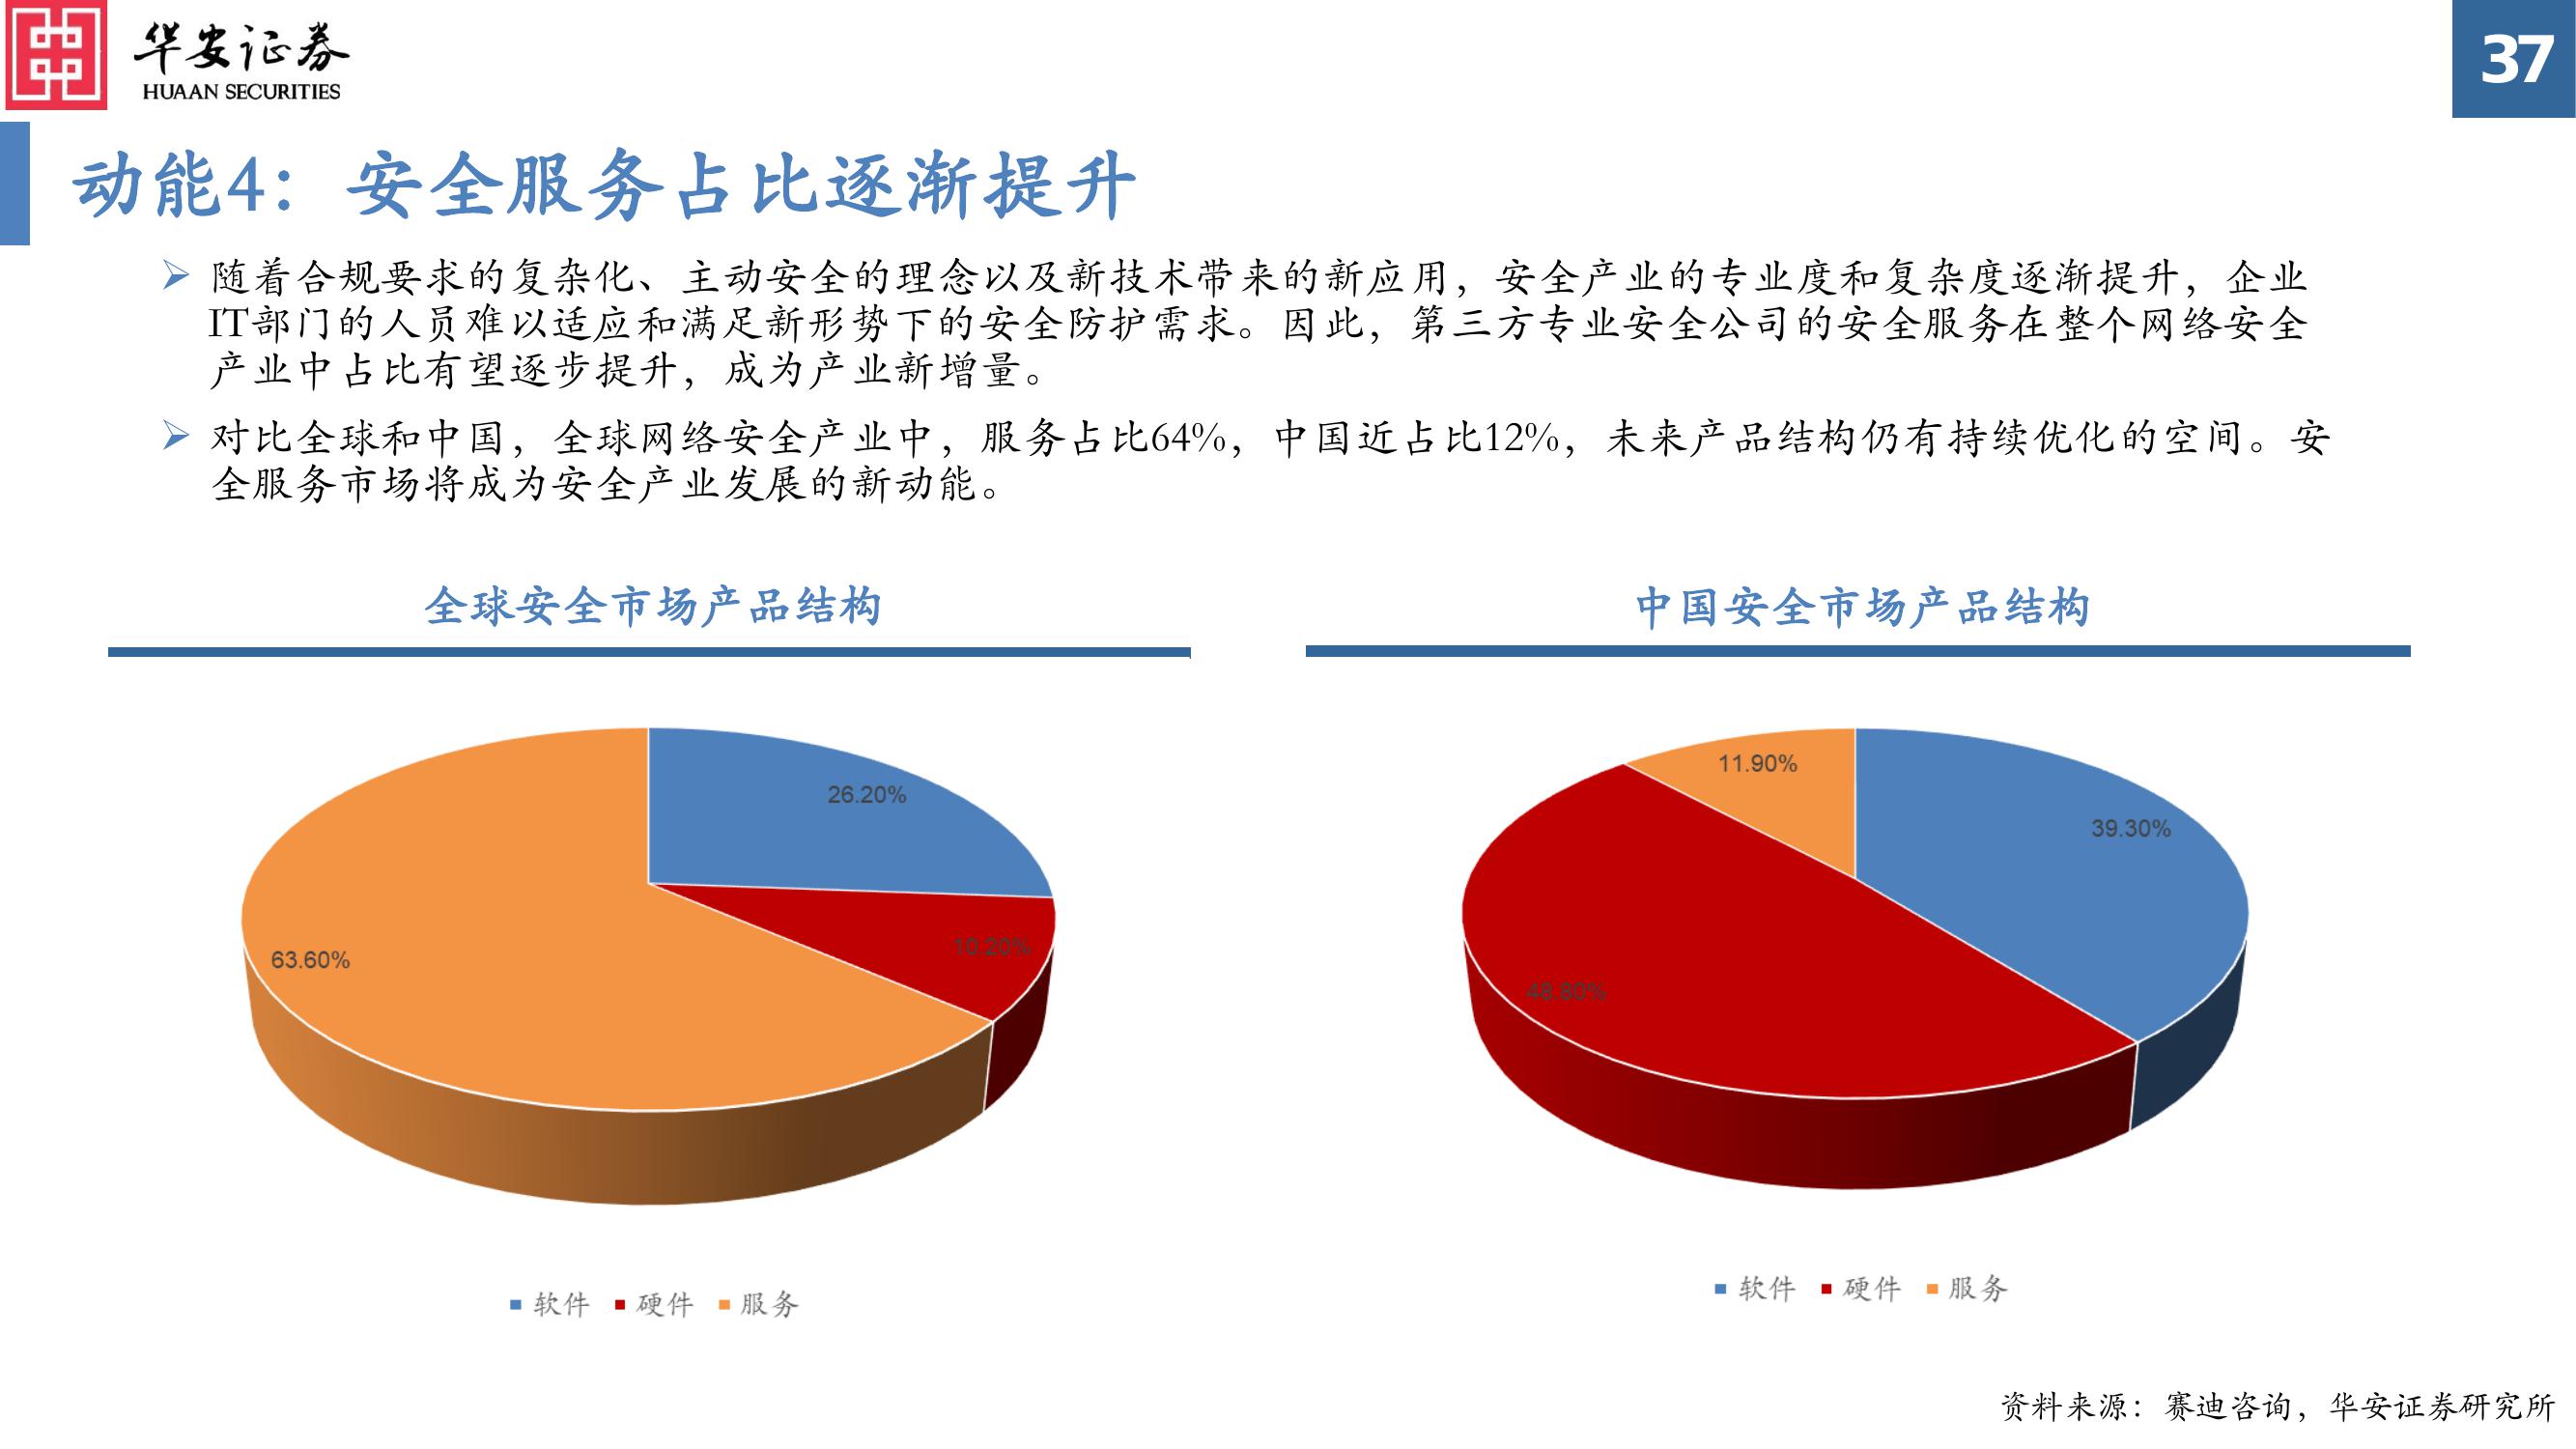 华安证券
HUAAN SECURITIES
37
动能4：安全服务占比逐渐提升
随着合规要求的复杂化、主动安全的理念以及新技术带来的新应用，安全产业的专业度和复杂度逐渐提升，企业
IT部门的人员难以适应和满足新形势下的安全防护需求。因此，第三方专业安全公司的安全服务在整个网络安全
产业中占比有望逐步提升，成为产业新增量。
对比全球和中国，全球网络安全产业中，服务占比64%，中国近占比12%，未来产品结构仍有持续优化的空间。安
全服务市场将成为安全产业发展的新动能。
全球安全市场产品结构
26.20%
10.20%
63.60%
软件 硬件 服务
中国安全市场产品结构
11.90%
39.30%
48.80%
软件 硬件 服务
资料来源：赛迪咨询，华安证券研究所